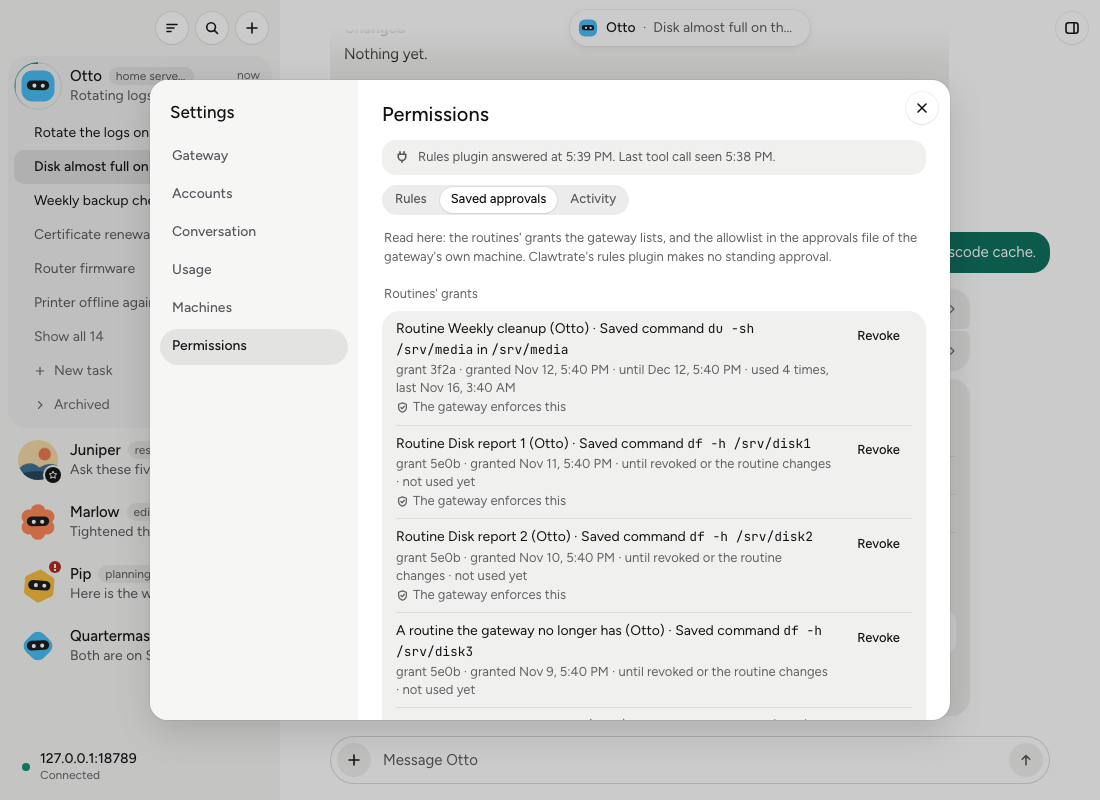 Otto · Disk almost full on th…
Changed
Nothing yet.
Otto home serve… now
Rotating logs
Rotate the logs on
Disk almost full on
Weekly backup che
Certificate renewa
Router firmware
Printer offline agai
Show all 14
New task
Archived
Juniper res
Ask these fiv
Marlow edi
Tightened th
Pip planning
Here is the w
Quartermas
Both are on S
127.0.0.1:18789
Connected
Settings
Gateway
Accounts
Conversation
Usage
Machines
Permissions
Permissions
Rules plugin answered at 5:39 PM. Last tool call seen 5:38 PM.
Rules Saved approvals Activity
Read here: the routines' grants the gateway lists, and the allowlist in the approvals file of the
gateway's own machine. Clawtrate's rules plugin makes no standing approval.
Routines' grants
Routine Weekly cleanup (Otto) · Saved command du -sh
/srv/media in /srv/media
Revoke
grant 3f2a · granted Nov 12, 5:40 PM · until Dec 12, 5:40 PM · used 4 times,
last Nov 16, 3:40 AM
The gateway enforces this
Routine Disk report 1 (Otto) · Saved command df -h /srv/disk1
Revoke
grant 5e0b · granted Nov 11, 5:40 PM · until revoked or the routine changes
· not used yet
The gateway enforces this
Routine Disk report 2 (Otto) · Saved command df -h /srv/disk2
Revoke
grant 5e0b · granted Nov 10, 5:40 PM · until revoked or the routine
changes · not used yet
The gateway enforces this
A routine the gateway no longer has (Otto) · Saved command df -h
/srv/disk3
Revoke
grant 5e0b · granted Nov 9, 5:40 PM · until revoked or the routine changes
· not used yet
scode cache.
Message Otto